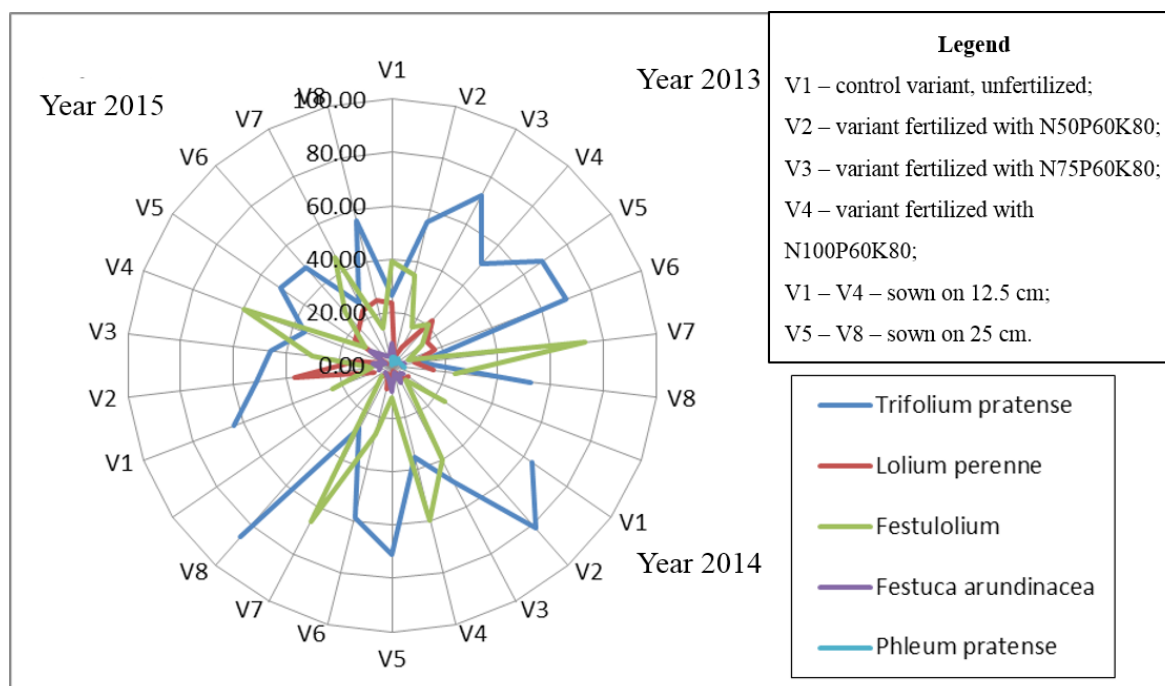 Year 2013
Year 2015
Year 2014
V1
V2
V3
V4
V5
V6
V7
V8
V1
V2
V3
V4
V5
V6
V7
V8
V1
V2
V3
V4
V5
V6
V7
V8
100.00
80.00
60.00
40.00
20.00
0.00
Legend
V1 – control variant, unfertilized;
V2 – variant fertilized with N50P60K80;
V3 – variant fertilized with N75P60K80;
V4 – variant fertilized with
N100P60K80;
V1 – V4 – sown on 12.5 cm;
V5 – V8 – sown on 25 cm.
Trifolium pratense
Lolium perenne
Festulolium
Festuca arundinacea
Phleum pratense